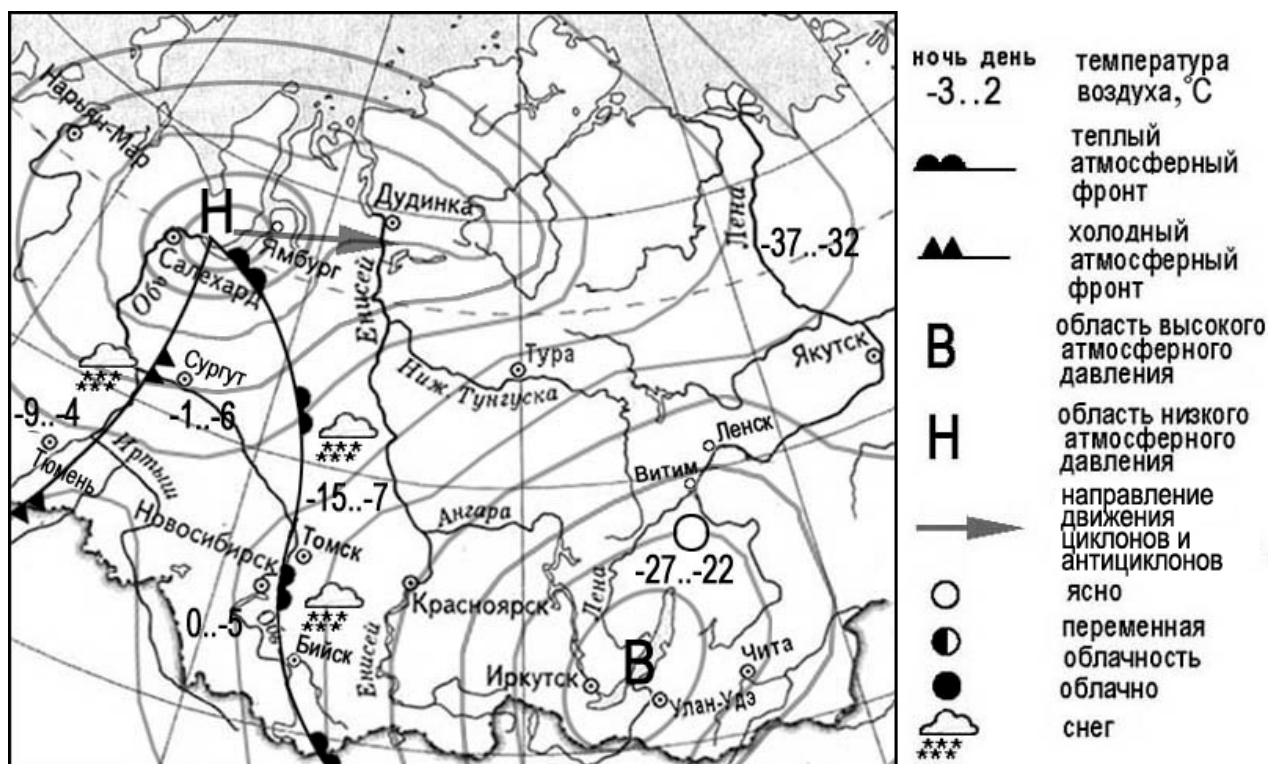 Нарьян-Мар
Н
Дудинка
Ямбург
Салехард
Обь
Енисей
Лена
-37..-32
Сургут
Тура
Ниж. Тунгуска
Якутск
-9..-4
-1..-6
Ленск
Тюмень
Иртыш
Витим
-15..-7
Ангара
Новосибирск
Томск
-27..-22
Лена
Красноярск
0..-5
Обь
Бийск
Енисей
В
Иркутск
Чита
Улан-Удэ
ночь день
-3..2
температура
воздуха,°С
теплый
атмосферный
фронт
холодный
атмосферный
фронт
В
область высокого
атмосферного
давления
Н
область низкого
атмосферного
давления
направление
движения
циклонов и
антициклонов
ясно
переменная
облачность
облачно
снег